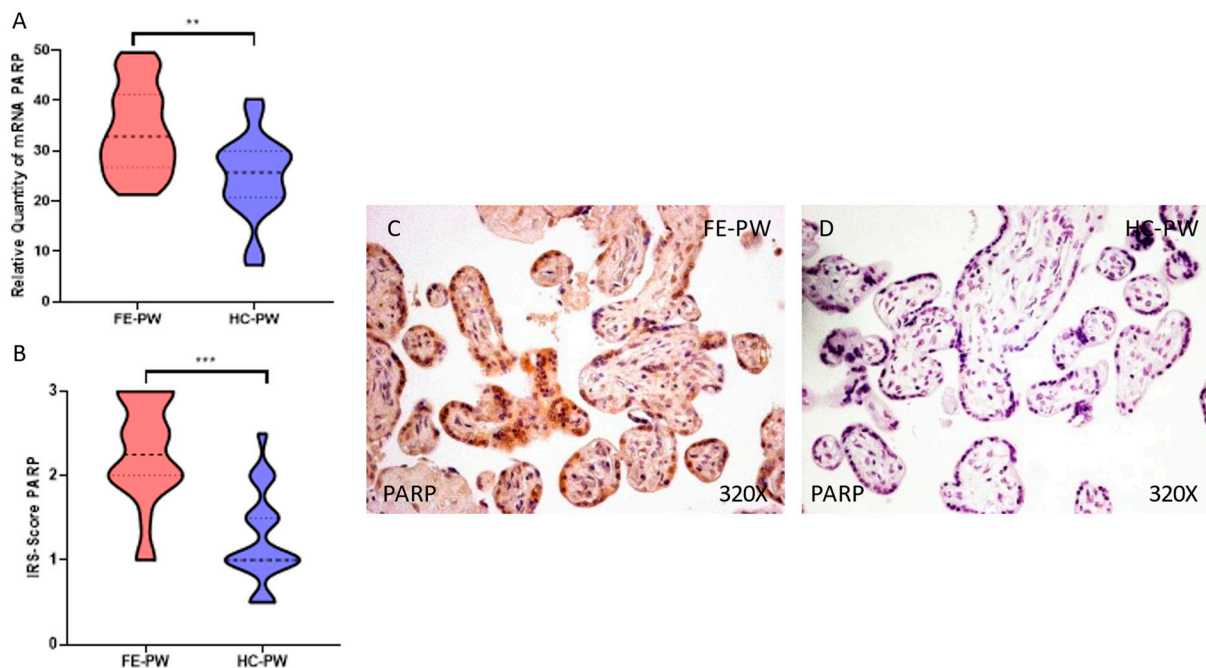 A
**
Relative Quantity of mRNA PARP
50
40
30
20
10
0
FE-PW
HC-PW
B
***
IRS-Score PARP
3
2
1
0
FE-PW
HC-PW
C
FE-PW
PARP
320X
D
HC-PW
PARP
320X